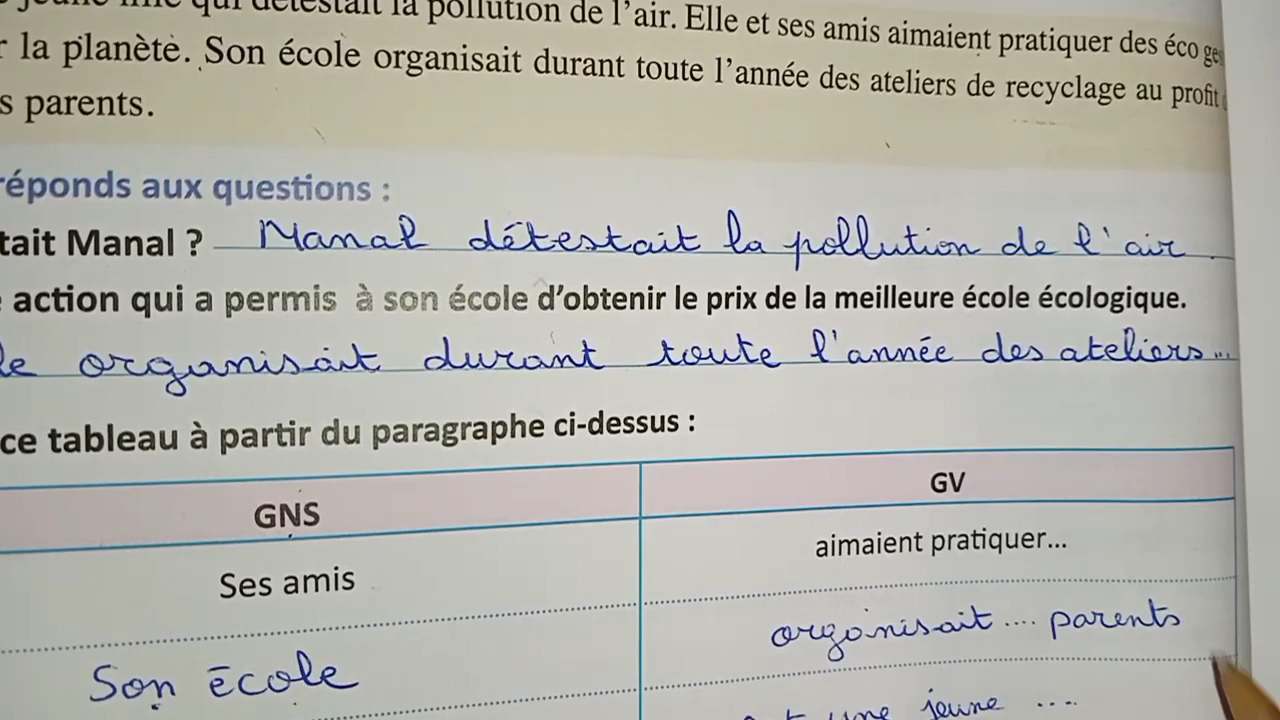 qui détestait la pollution de l'air. Elle et ses amis aimaient pratiquer des éco
la planète. Son école organisait durant toute l'année des ateliers de recyclage au profit
s parents.
réponds aux questions :
tait Manal ? Manal détestait la pollution de l'air.
action qui a permis à son école d'obtenir le prix de la meilleure école écologique.
le organisait durant toute l'année des ateliers...
ce tableau à partir du paragraphe ci-dessus :
GNS GV
Ses amis aimaient pratiquer...
Son école organisait .... parents
une jeune ....